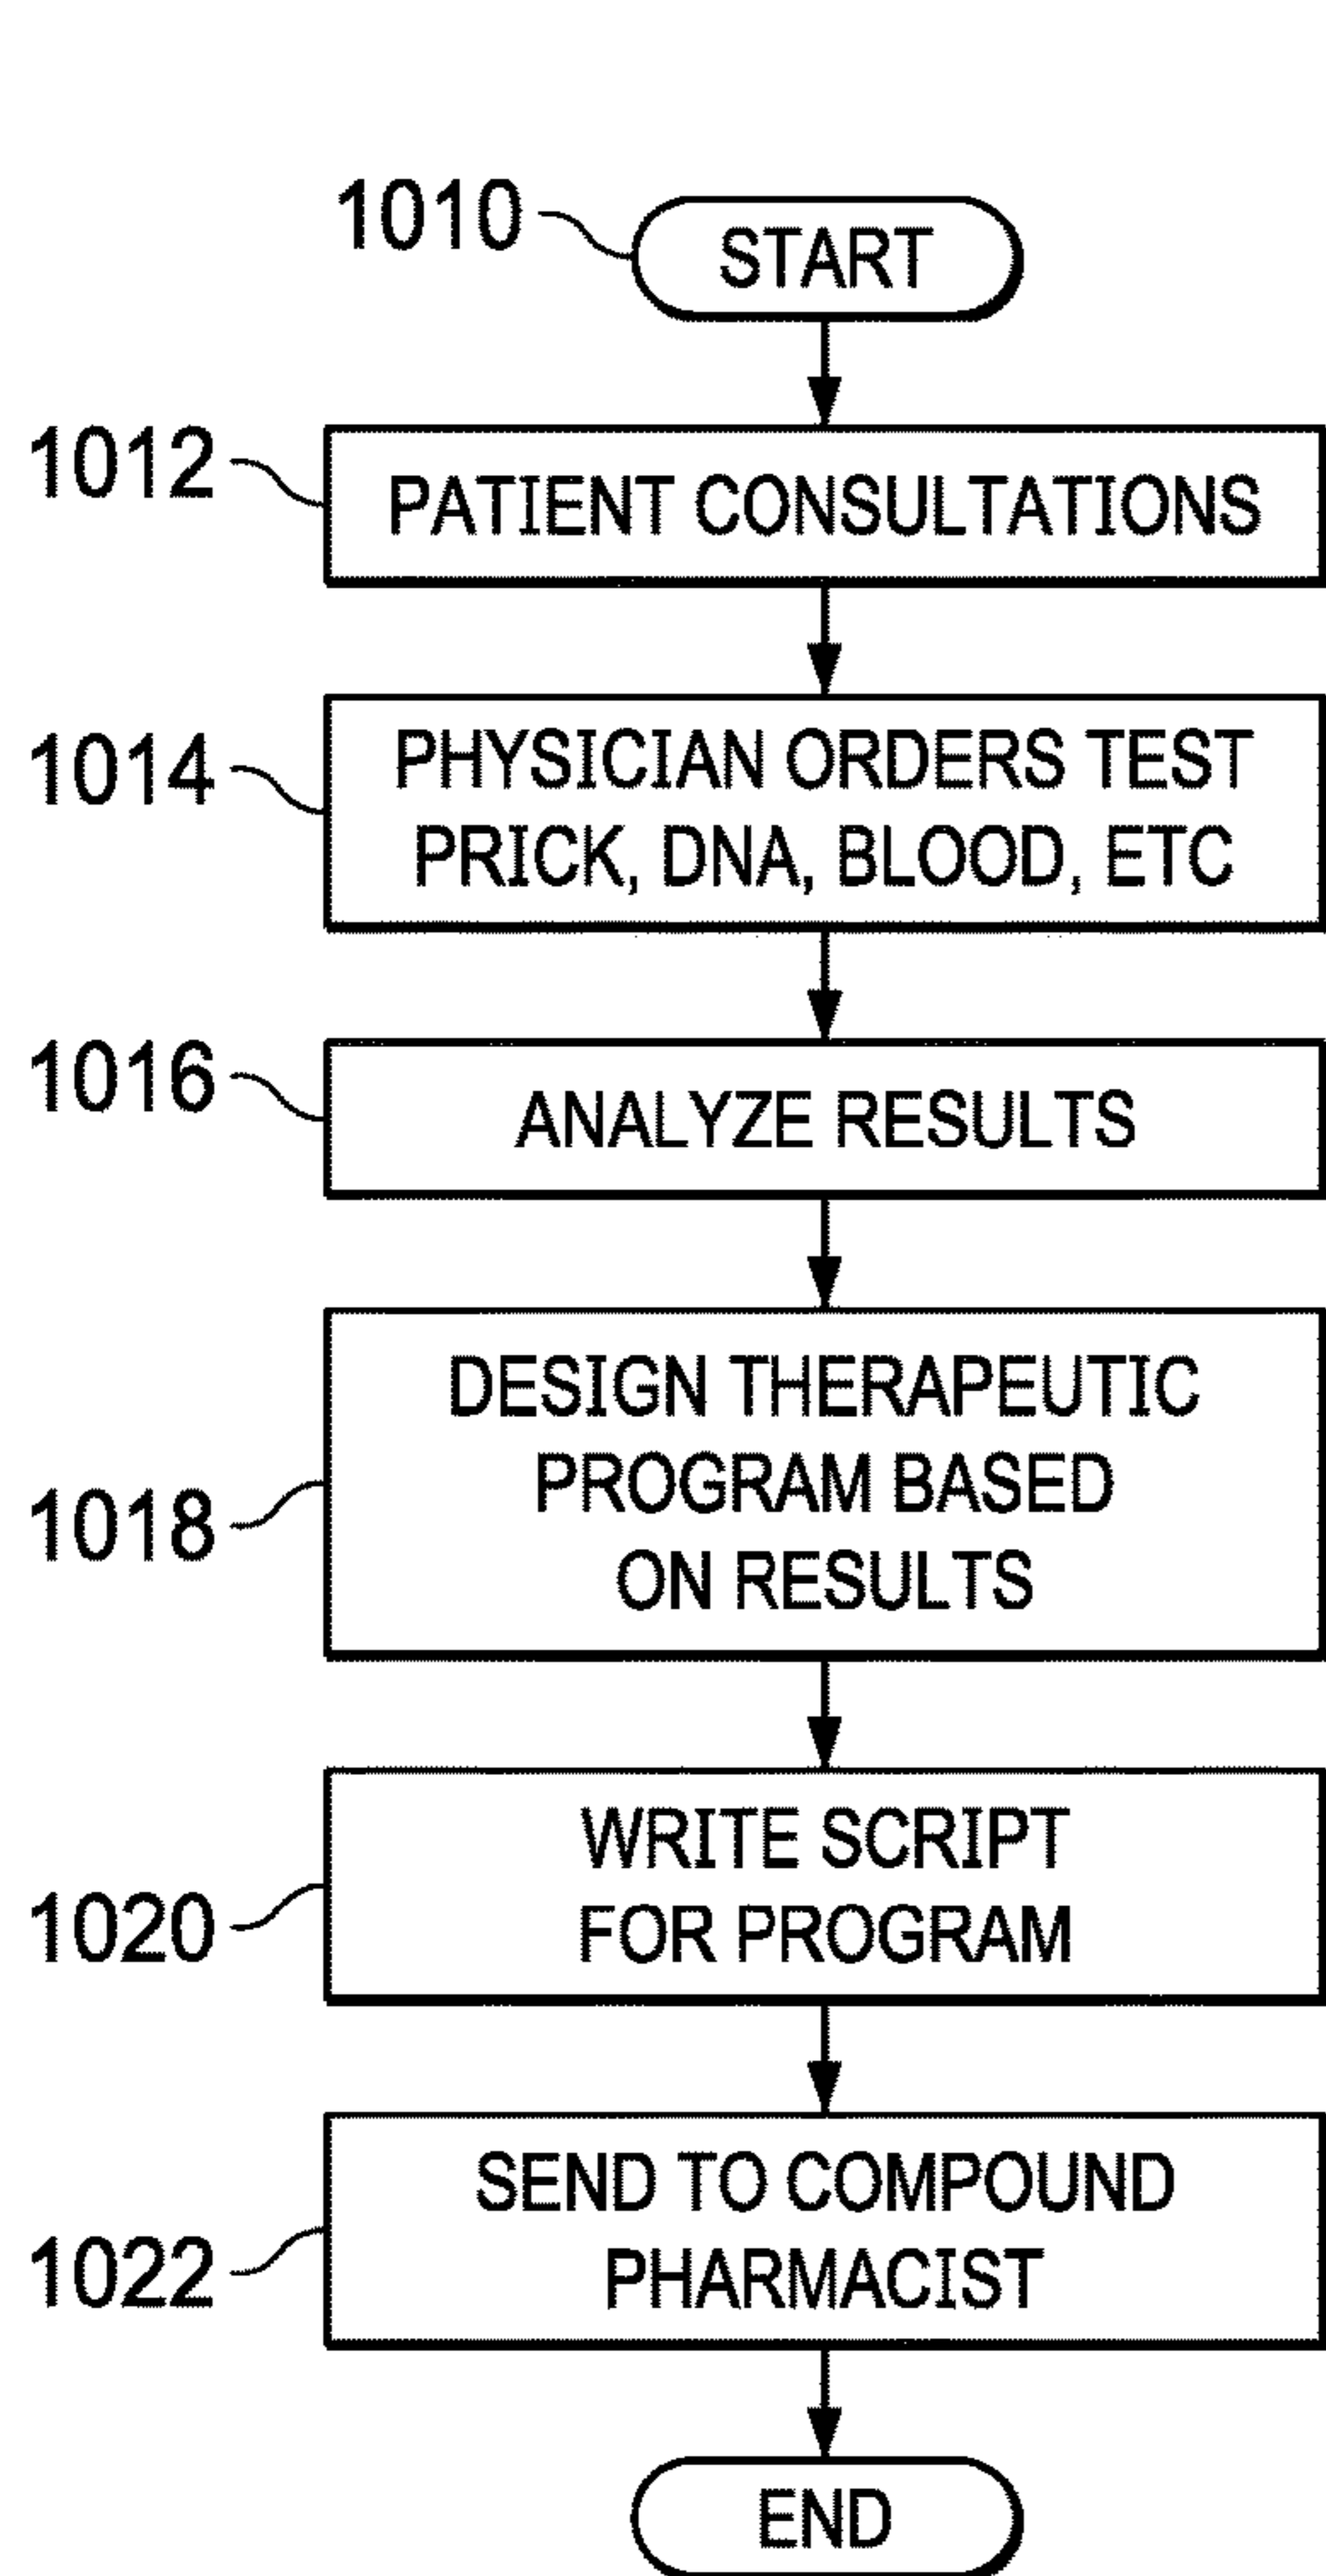 1010 START
1012 PATIENT CONSULTATIONS
1014 PHYSICIAN ORDERS TEST
PRICK, DNA, BLOOD, ETC
1016 ANALYZE RESULTS
DESIGN THERAPEUTIC
PROGRAM BASED
1018 ON RESULTS
WRITE SCRIPT
1020 FOR PROGRAM
SEND TO COMPOUND
1022 PHARMACIST
END